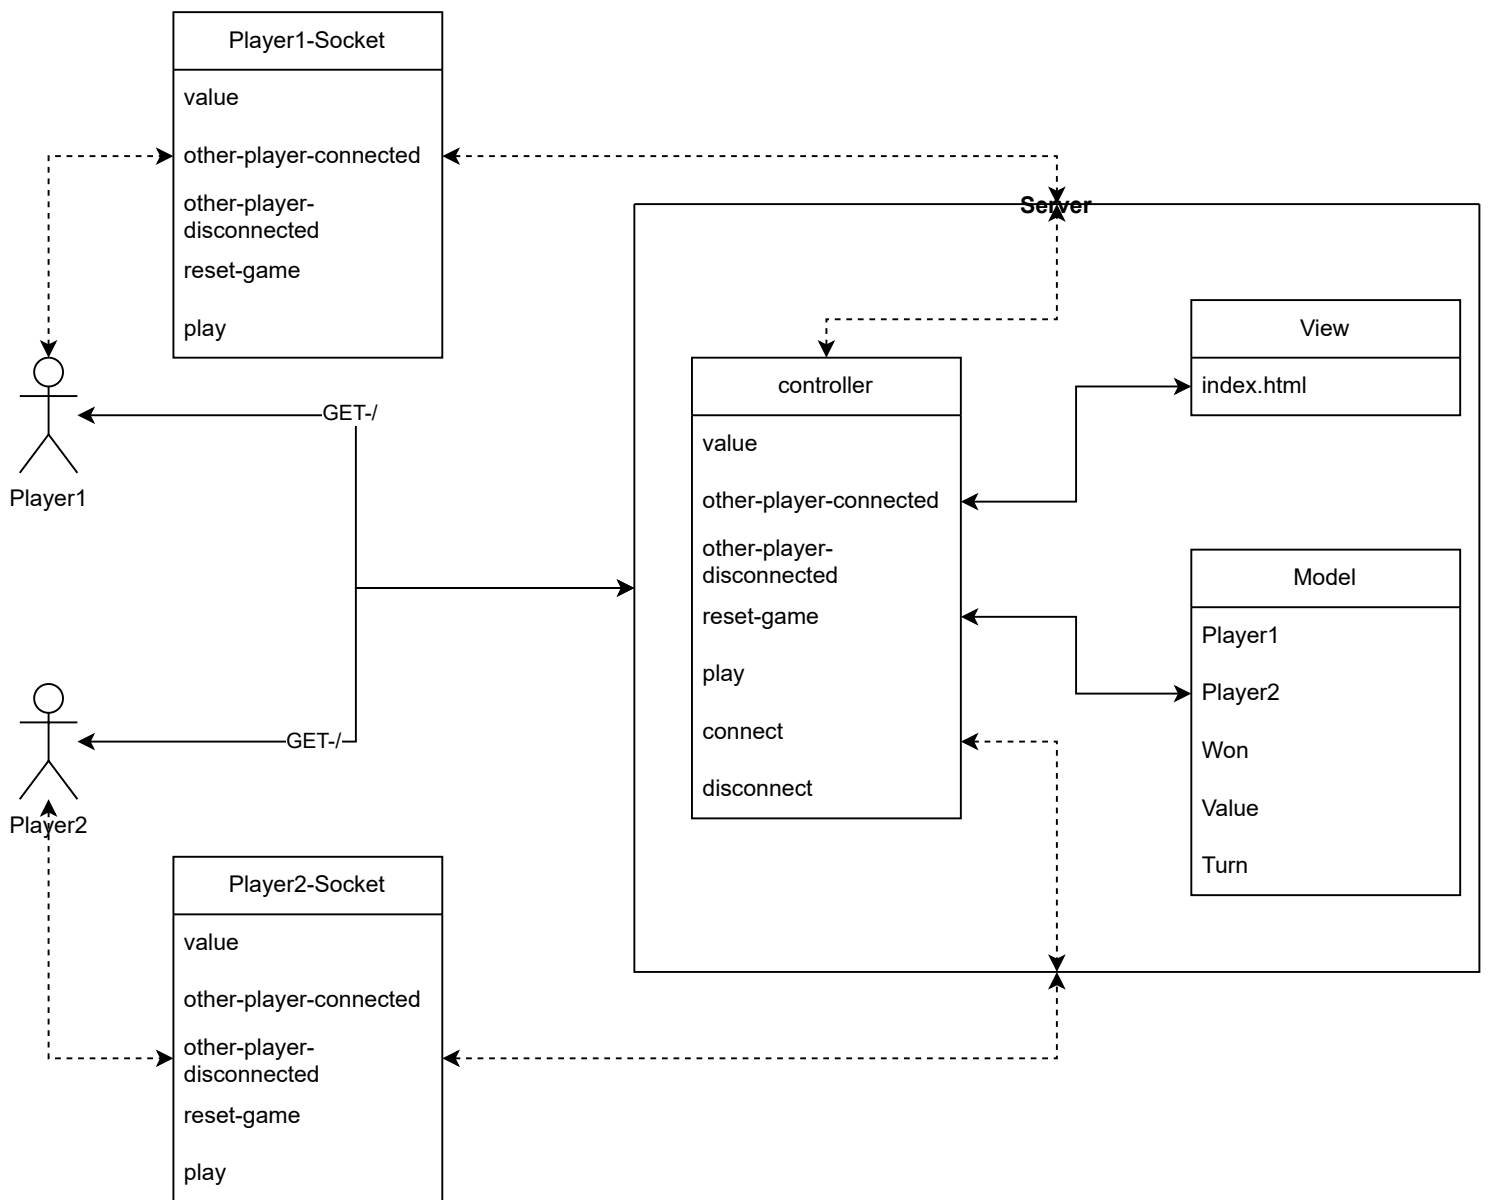 Player1-Socket
value
other-player-connected
other-player-
disconnected
reset-game
play
Player1
GET-/
Server
View
index.html
controller
value
other-player-connected
other-player-
disconnected
reset-game
play
connect
disconnect
Model
Player1
Player2
Won
Value
Turn
GET-/
Player2
Player2-Socket
value
other-player-connected
other-player-
disconnected
reset-game
play